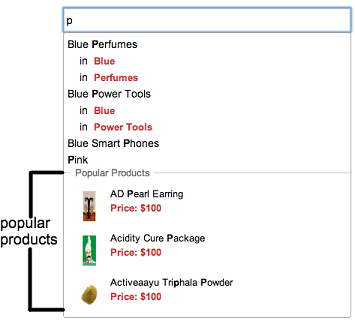 p
Blue Perfumes
in Blue
in Perfumes
Blue Power Tools
in Blue
in Power Tools
Blue Smart Phones
Pink
Popular Products
AD Pearl Earring
Price: $100
popular
products
Acidity Cure Package
Price: $100
Activeaayu Triphala Powder
Price: $100